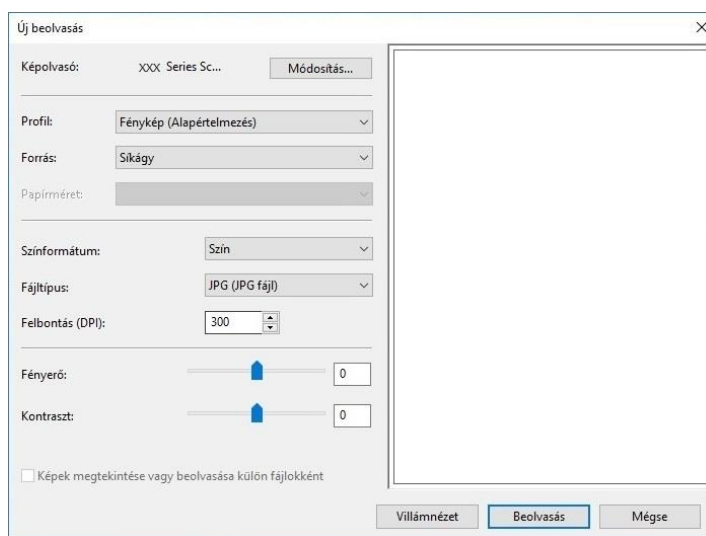 Új beolvasás
Képolvasó: XXX Series Sc... Módosítás...
Profil: Fénykép (Alapértelmezés)
Forrás: Síkágy
Papírméret:
Színformátum: Szín
Fájltípus: JPG (JPG fájl)
Felbontás (DPI): 300
Fényerő: 0
Kontraszt: 0
Képek megtekintése vagy beolvasása külön fájlokként
Villámnézet Beolvasás Mégse